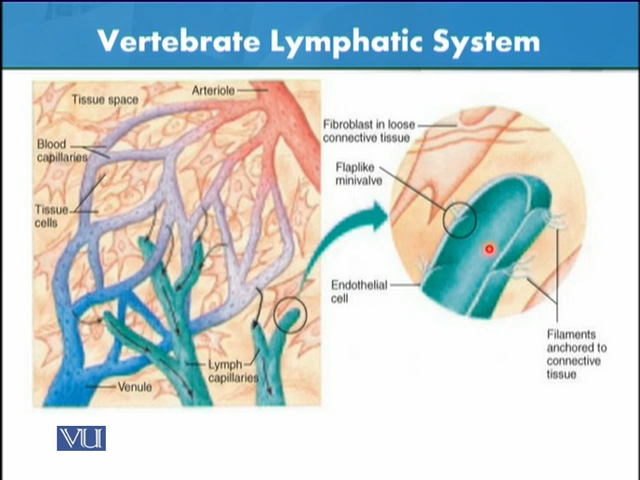 Vertebrate Lymphatic System
Tissue space
Arteriole
Blood
capillaries
Tissue
cells
Lymph
capillaries
Venule
Fibroblast in loose
connective tissue
Flaplike
minivalve
Endothelial
cell
Filaments
anchored to
connective
tissue
VU